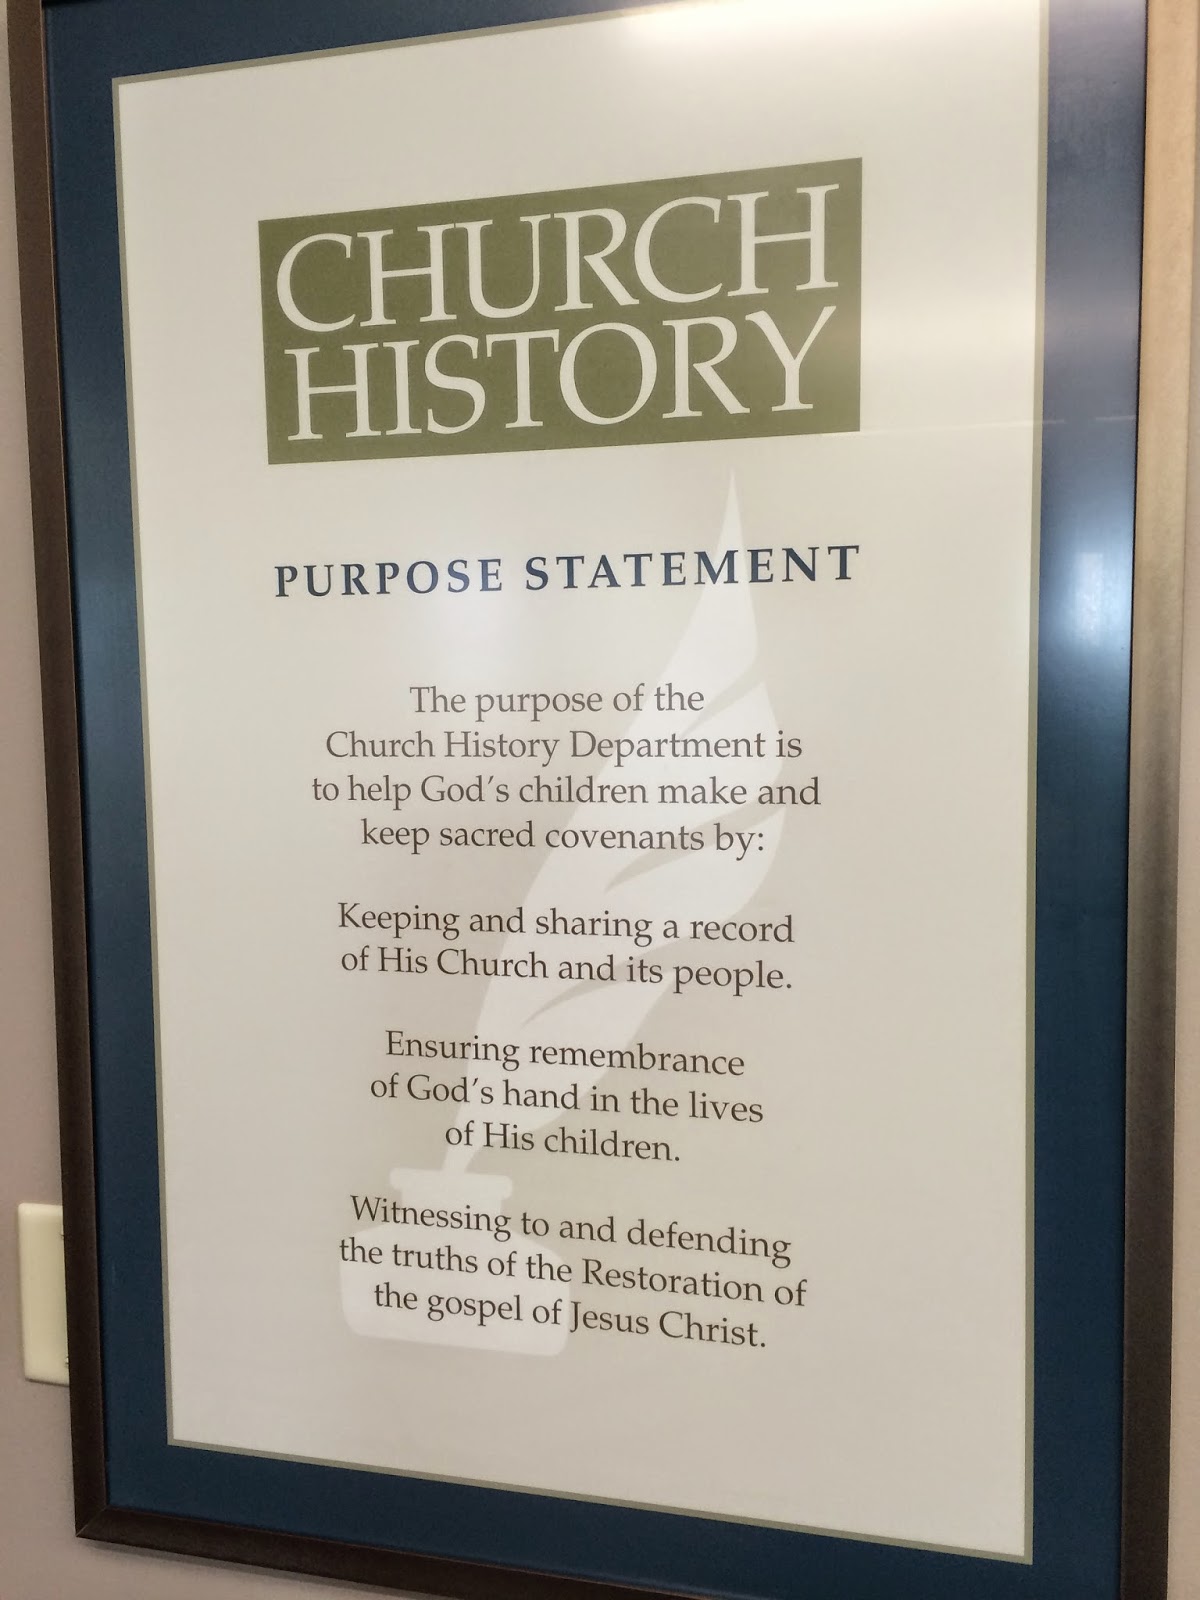 CHURCH
HISTORY
PURPOSE STATEMENT
The purpose of the
Church History Department is
to help God's children make and
keep sacred covenants by:
Keeping and sharing a record
of His Church and its people.
Ensuring remembrance
of God's hand in the lives
of His children.
Witnessing to and defending
the truths of the Restoration of
the gospel of Jesus Christ.